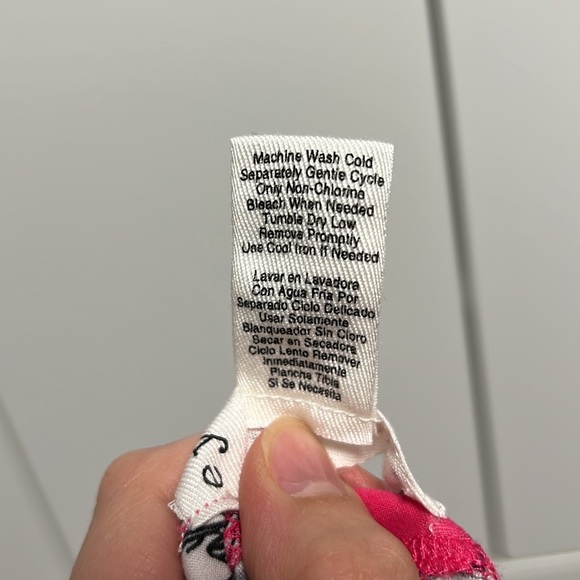 Machine Wash Cold
Separately Gentle Cycle
Only Non-Chlorine
Bleach When Needed
Tumble Dry Low
Remove Promptly
Use Cool Iron If Needed
Lavar en Lavadora
Con Agua Fria Por
Separado Ciclo Delicado
Usar Solamente
Blanqueador Sin Cloro
Secar en Secadora
Ciclo Lento Remover
Inmediatamente
Plancha Tibia
Si Se Necesita